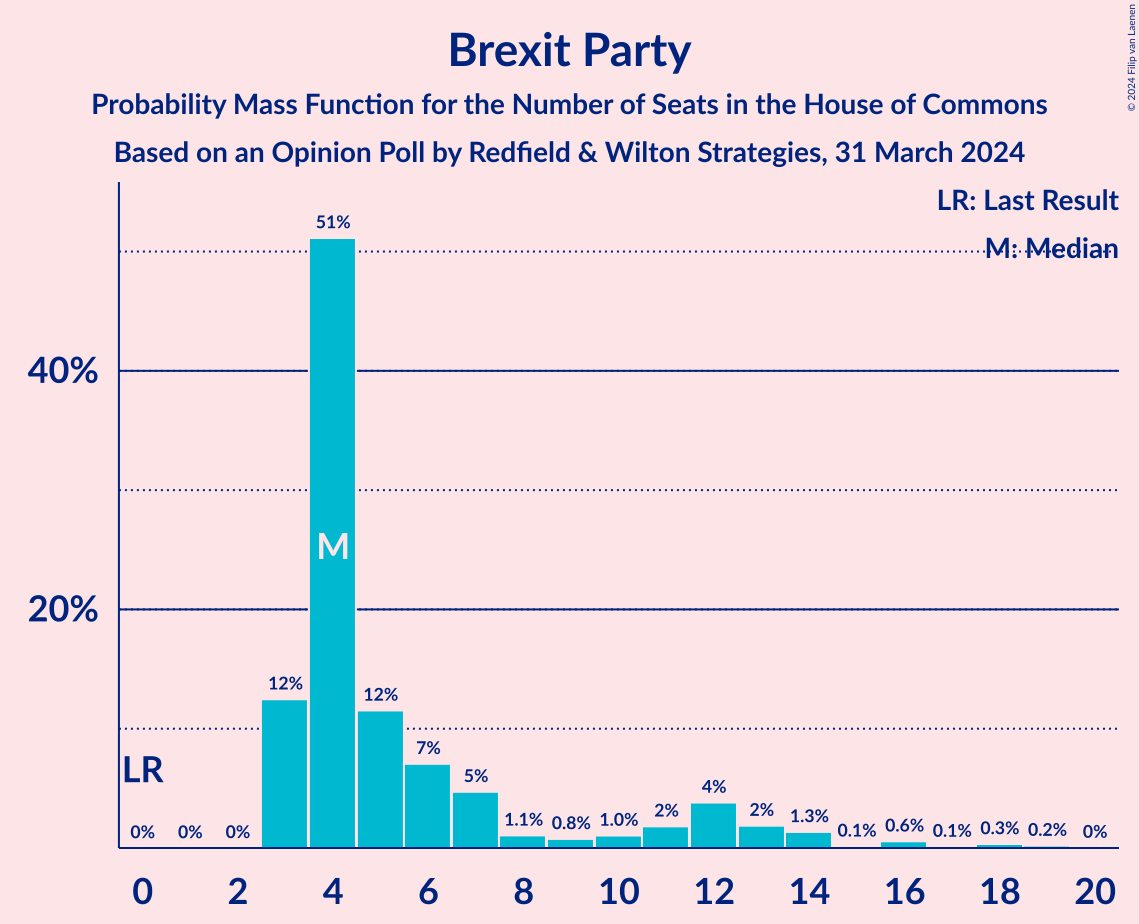 Brexit Party
Probability Mass Function for the Number of Seats in the House of Commons
Based on an Opinion Poll by Redfield & Wilton Strategies, 31 March 2024
© 2024 Filip van Laenen
LR: Last Result
M: Median
40%
20%
LR
M
0% 0% 0% 12% 51% 12% 7% 5% 1.1% 0.8% 1.0% 2% 4% 2% 1.3% 0.1% 0.6% 0.1% 0.3% 0.2% 0%
0 2 4 6 8 10 12 14 16 18 20